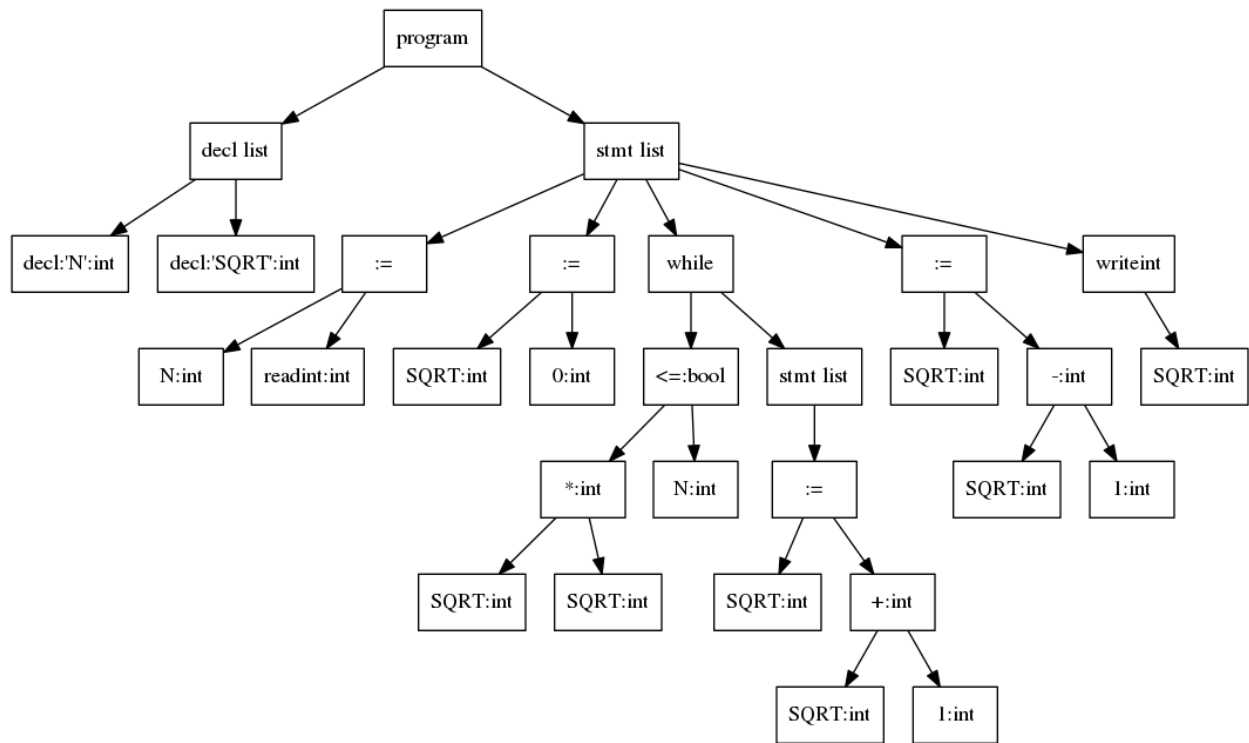 program
decl list
stmt list
decl:'N':int
decl:'SQRT':int
:=
:=
while
:=
writeint
N:int
readint:int
SQRT:int
0:int
<=:bool
stmt list
SQRT:int
-:int
SQRT:int
*:int
N:int
:=
SQRT:int
1:int
SQRT:int
SQRT:int
SQRT:int
+:int
SQRT:int
1:int